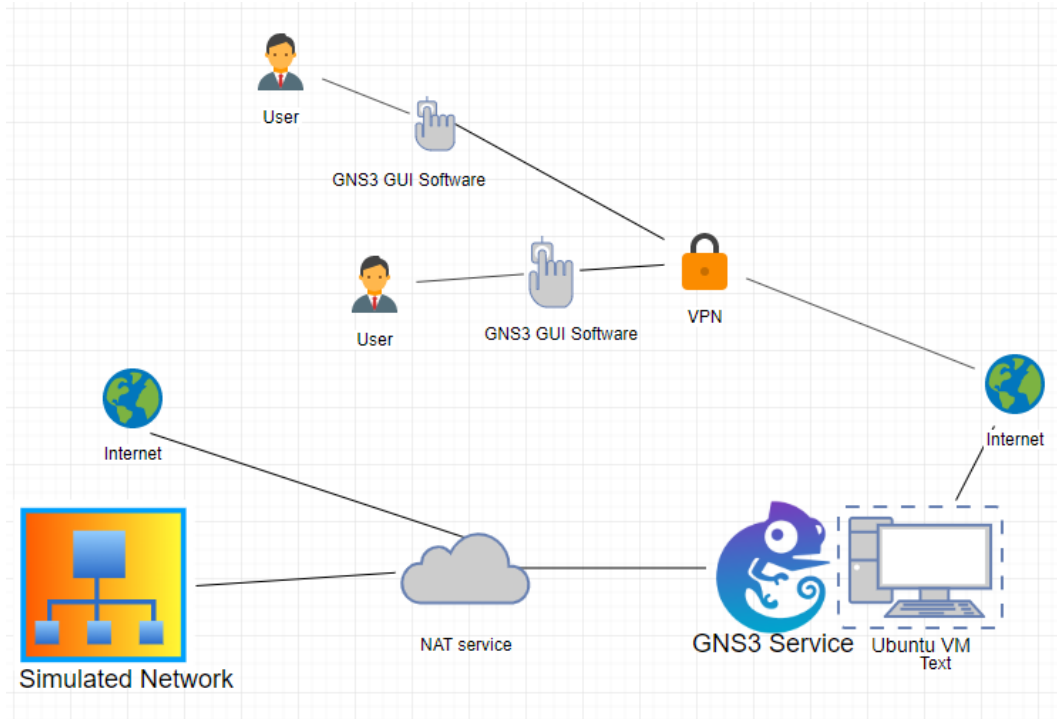 User
GNS3 GUI Software
User
GNS3 GUI Software
VPN
Internet
Internet
NAT service
GNS3 Service
Ubuntu VM
Text
Simulated Network